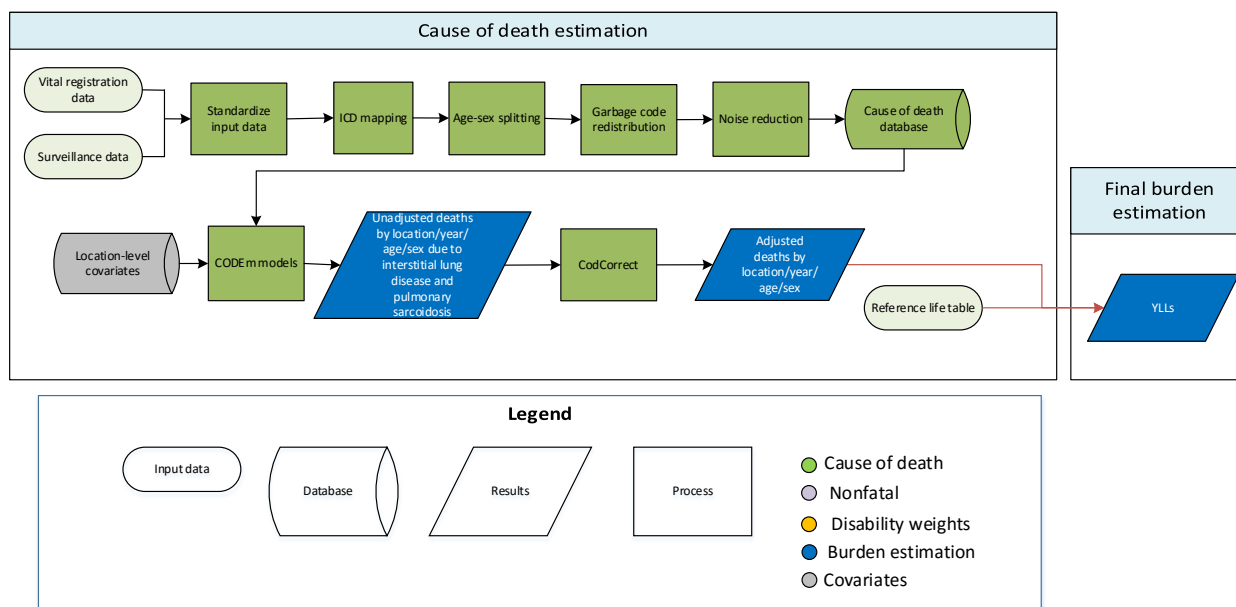 Cause of death estimation
Vital registration
data
Surveillance data
Standardize
input data
ICD mapping
Age-sex splitting
Garbage code
redistribution
Noise reduction
Cause of death
database
Location-level
covariates
CODEm models
Unadjusted deaths
by location/year/
age/sex due to
interstitial lung
disease and
pulmonary
sarcoidosis
CodCorrect
Adjusted
deaths by
location/year/
age/sex
Reference life table
Final burden
estimation
YLLs
Legend
Input data
Database
Results
Process
Cause of death
Nonfatal
Disability weights
Burden estimation
Covariates